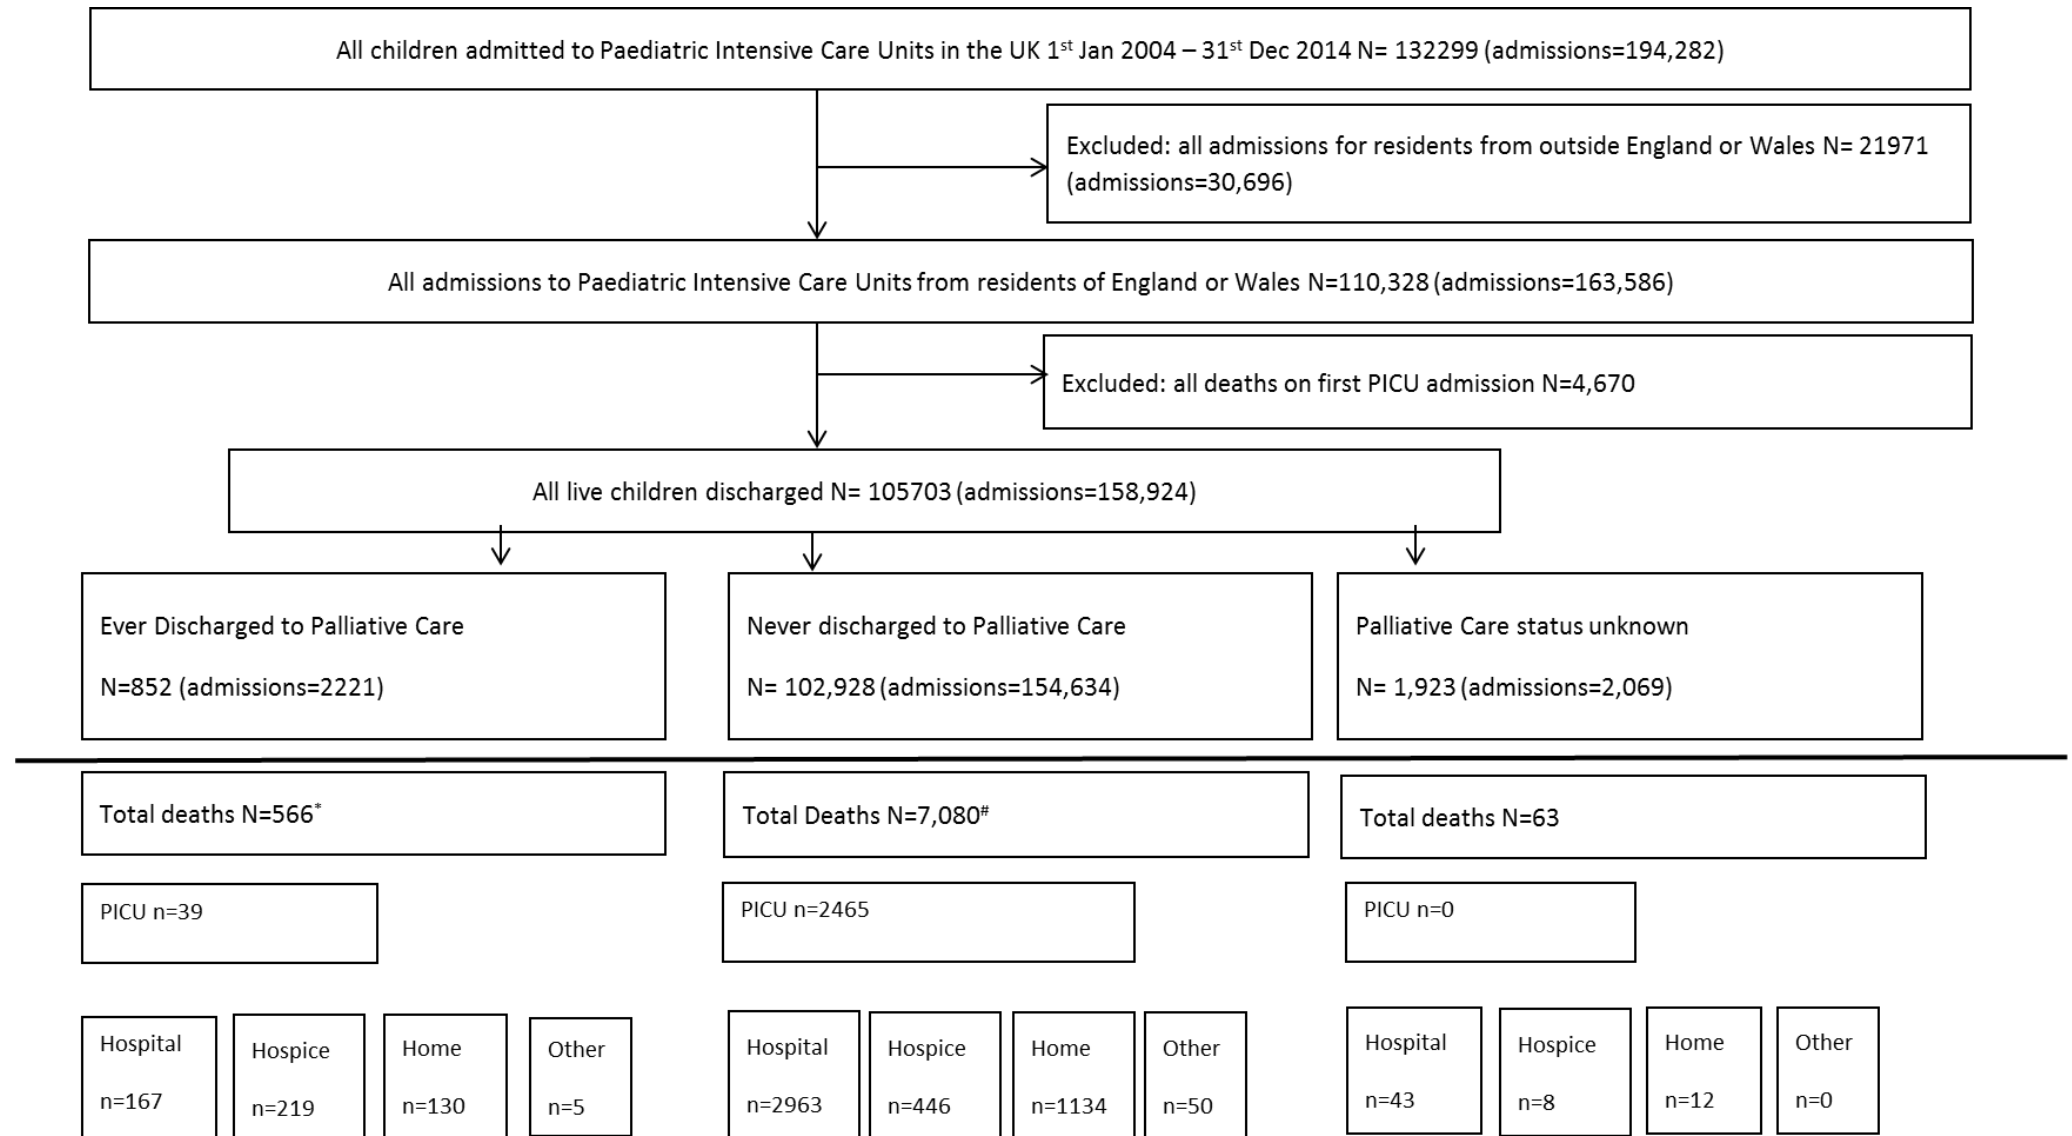 All children admitted to Paediatric Intensive Care Units in the UK 1st Jan 2004 – 31st Dec 2014 N= 132299 (admissions=194,282)
Excluded: all admissions for residents from outside England or Wales N= 21971
(admissions=30,696)
All admissions to Paediatric Intensive Care Units from residents of England or Wales N=110,328 (admissions=163,586)
Excluded: all deaths on first PICU admission N=4,670
All live children discharged N= 105703 (admissions=158,924)
Ever Discharged to Palliative Care
N=852 (admissions=2221)
Never discharged to Palliative Care
N= 102,928 (admissions=154,634)
Palliative Care status unknown
N= 1,923 (admissions=2,069)
Total deaths N=566*
Total Deaths N=7,080#
Total deaths N=63
PICU n=39
PICU n=2465
PICU n=0
Hospital
n=167
Hospice
n=219
Home
n=130
Other
n=5
Hospital
n=2963
Hospice
n=446
Home
n=1134
Other
n=50
Hospital
n=43
Hospice
n=8
Home
n=12
Other
n=0